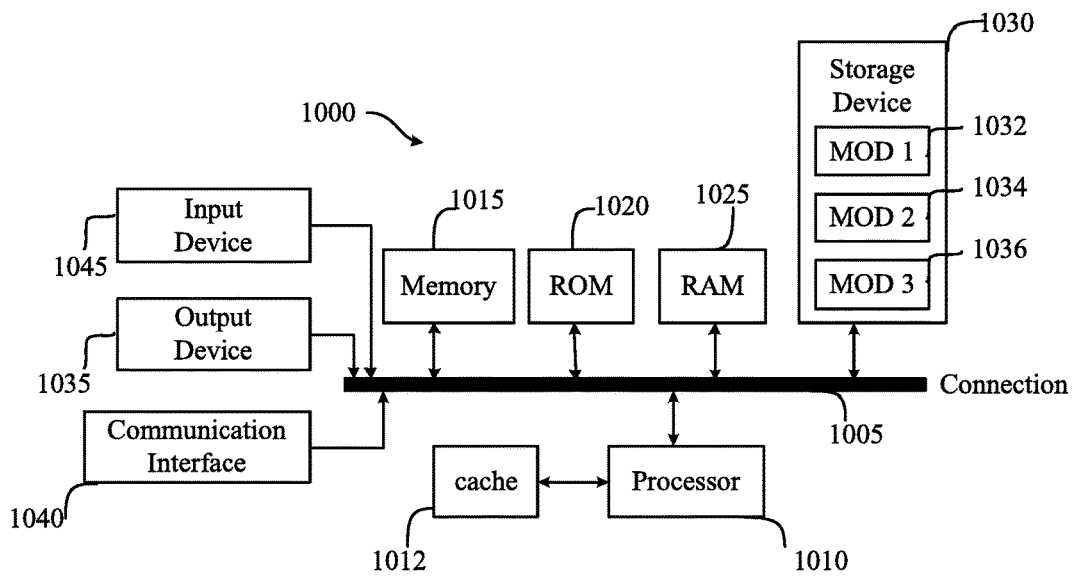 1030
Storage
Device
1000
1032
MOD 1
1015
1020
1025
1034
MOD 2
Input
Device
1045
1036
MOD 3
Memory
ROM
RAM
Output
Device
1035
Connection
1005
Communication
Interface
1040
cache
Processor
1012
1010